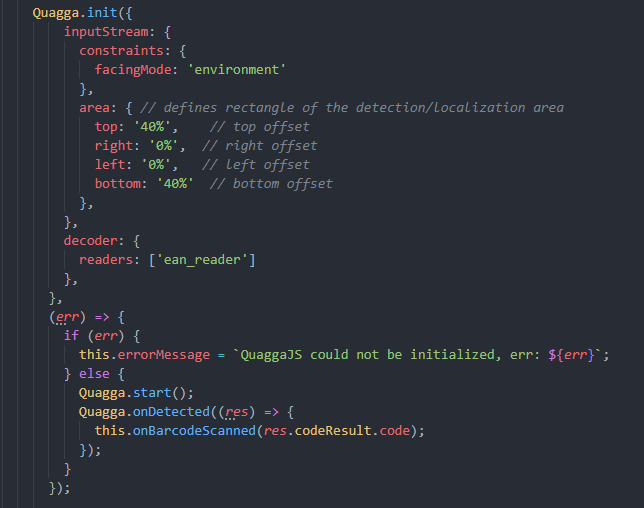 Quagga.init({
inputStream: {
constraints: {
facingMode: 'environment'
},
area: { // defines rectangle of the detection/localization area
top: '40%',    // top offset
right: '0%',  // right offset
left: '0%',   // left offset
bottom: '40%'  // bottom offset
},
},
decoder: {
readers: ['ean_reader']
},
},
(err) => {
if (err) {
this.errorMessage = `QuaggaJS could not be initialized, err: ${err}`;
} else {
Quagga.start();
Quagga.onDetected((res) => {
this.onBarcodeScanned(res.codeResult.code);
});
}
});